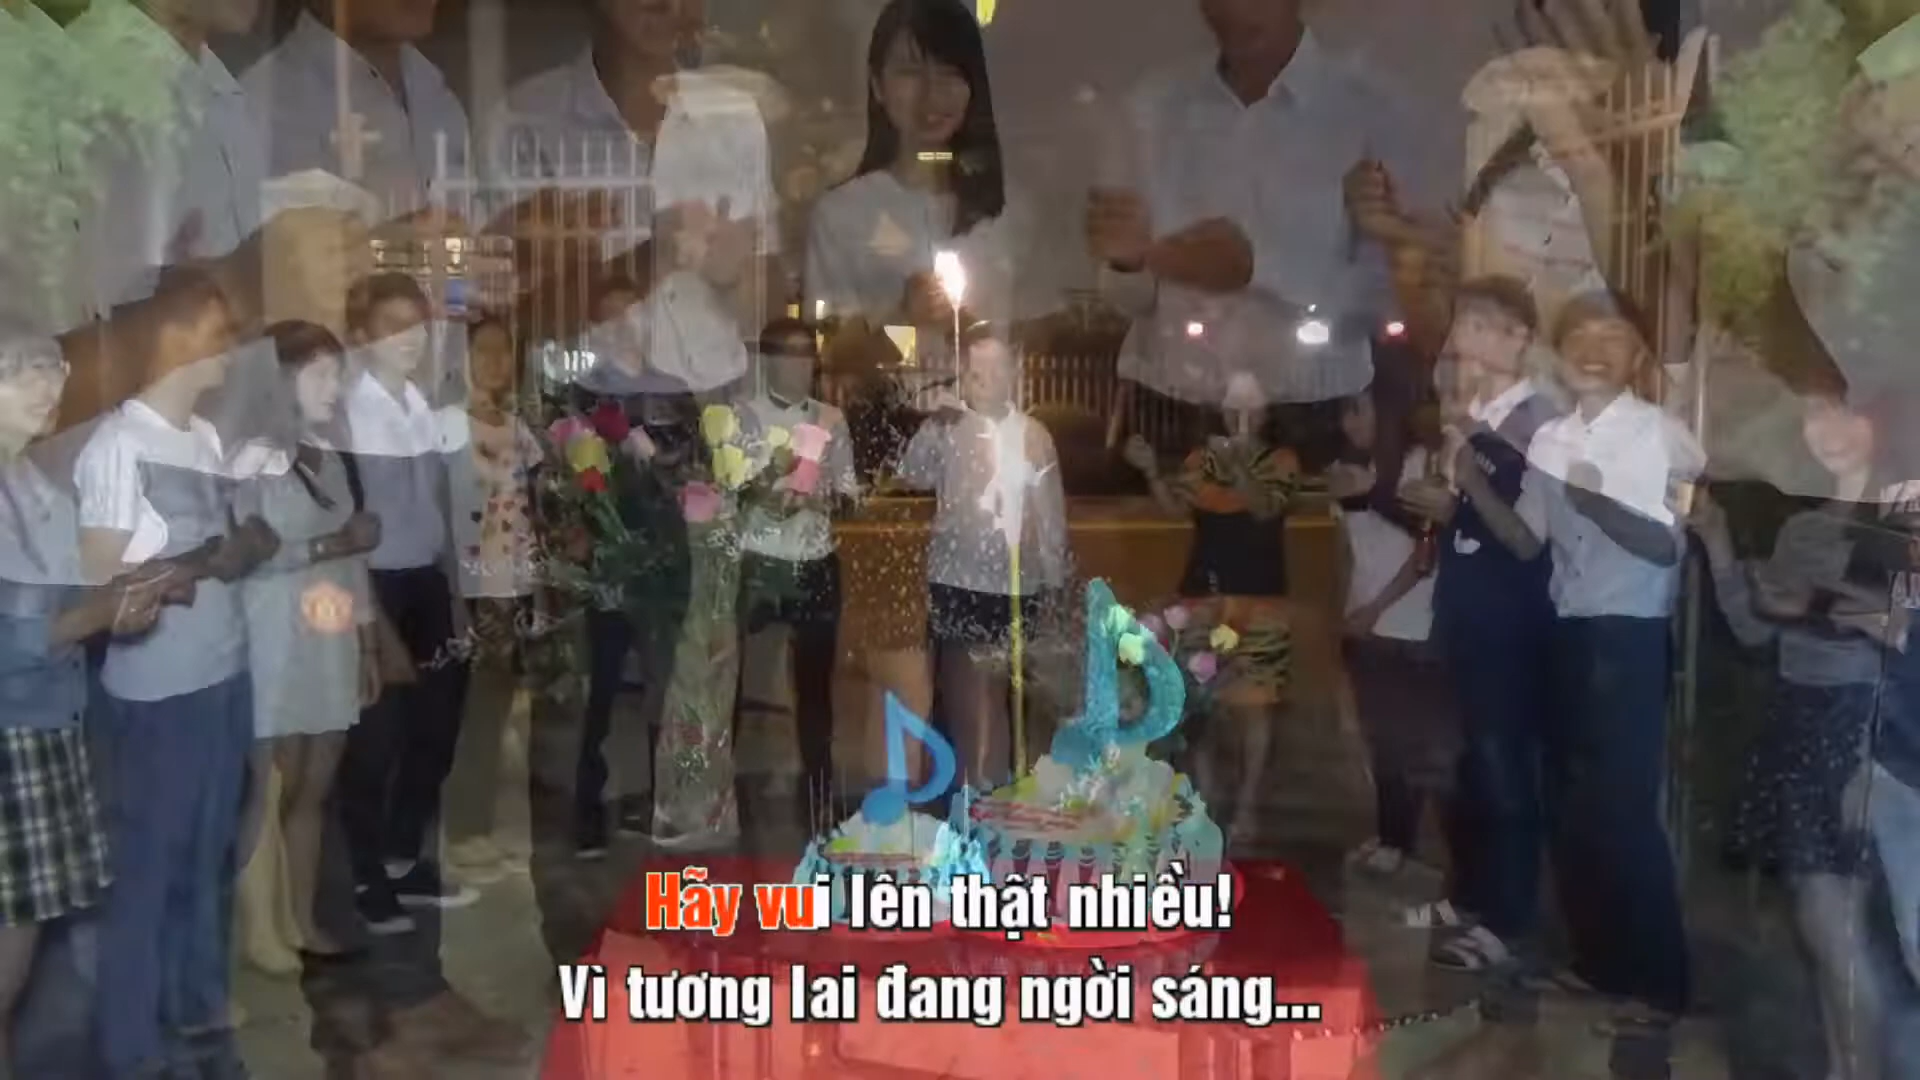 Hãy vui lên thật nhiều!
Vì tương lai đang ngời sáng...